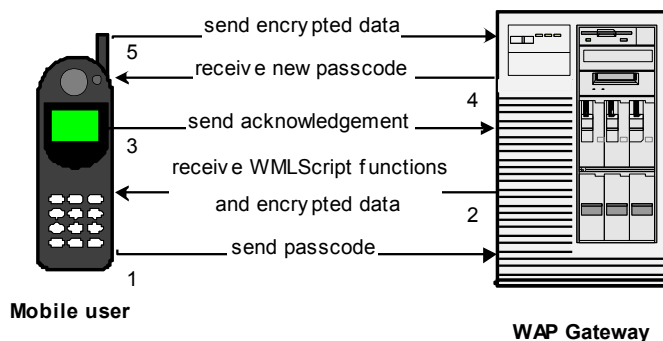 send encrypted data
5
receive new passcode
4
send acknowledgement
3
receive WMLScript functions
and encrypted data
2
send passcode
1
Mobile user
WAP Gateway